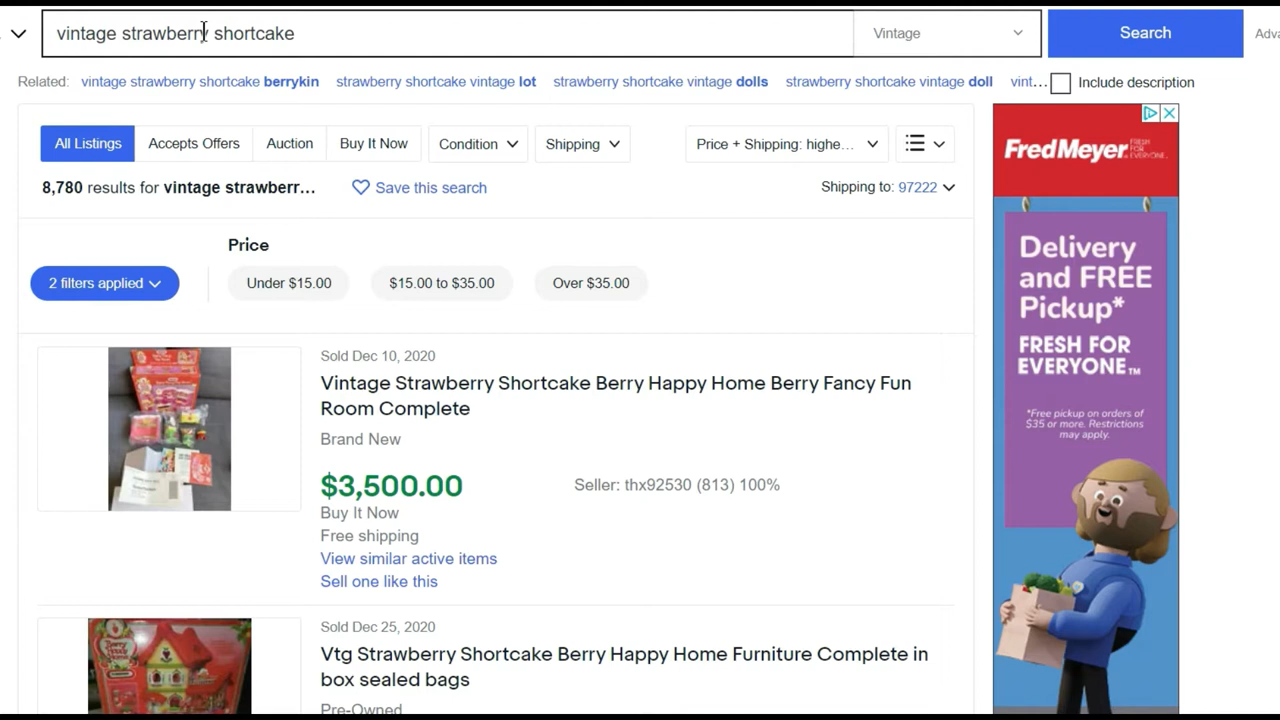 vintage strawberry shortcake
Vintage
Search
Adva
Related: vintage strawberry shortcake berrykin strawberry shortcake vintage lot strawberry shortcake vintage dolls strawberry shortcake vintage doll vint... Include description
All Listings Accepts Offers Auction Buy It Now Condition Shipping Price + Shipping: highe...
8,780 results for vintage strawberr... Save this search Shipping to: 97222
Price
2 filters applied Under $15.00 $15.00 to $35.00 Over $35.00
Sold Dec 10, 2020
Vintage Strawberry Shortcake Berry Happy Home Berry Fancy Fun
Room Complete
Brand New
$3,500.00 Seller: thx92530 (813) 100%
Buy It Now
Free shipping
View similar active items
Sell one like this
Sold Dec 25, 2020
Vtg Strawberry Shortcake Berry Happy Home Furniture Complete in
box sealed bags
Pre-Owned
Fred Meyer FRESH FOR EVERYONE™
Delivery
and FREE
Pickup*
FRESH FOR
EVERYONE™
*Free pickup on orders of
$35 or more. Restrictions
may apply.